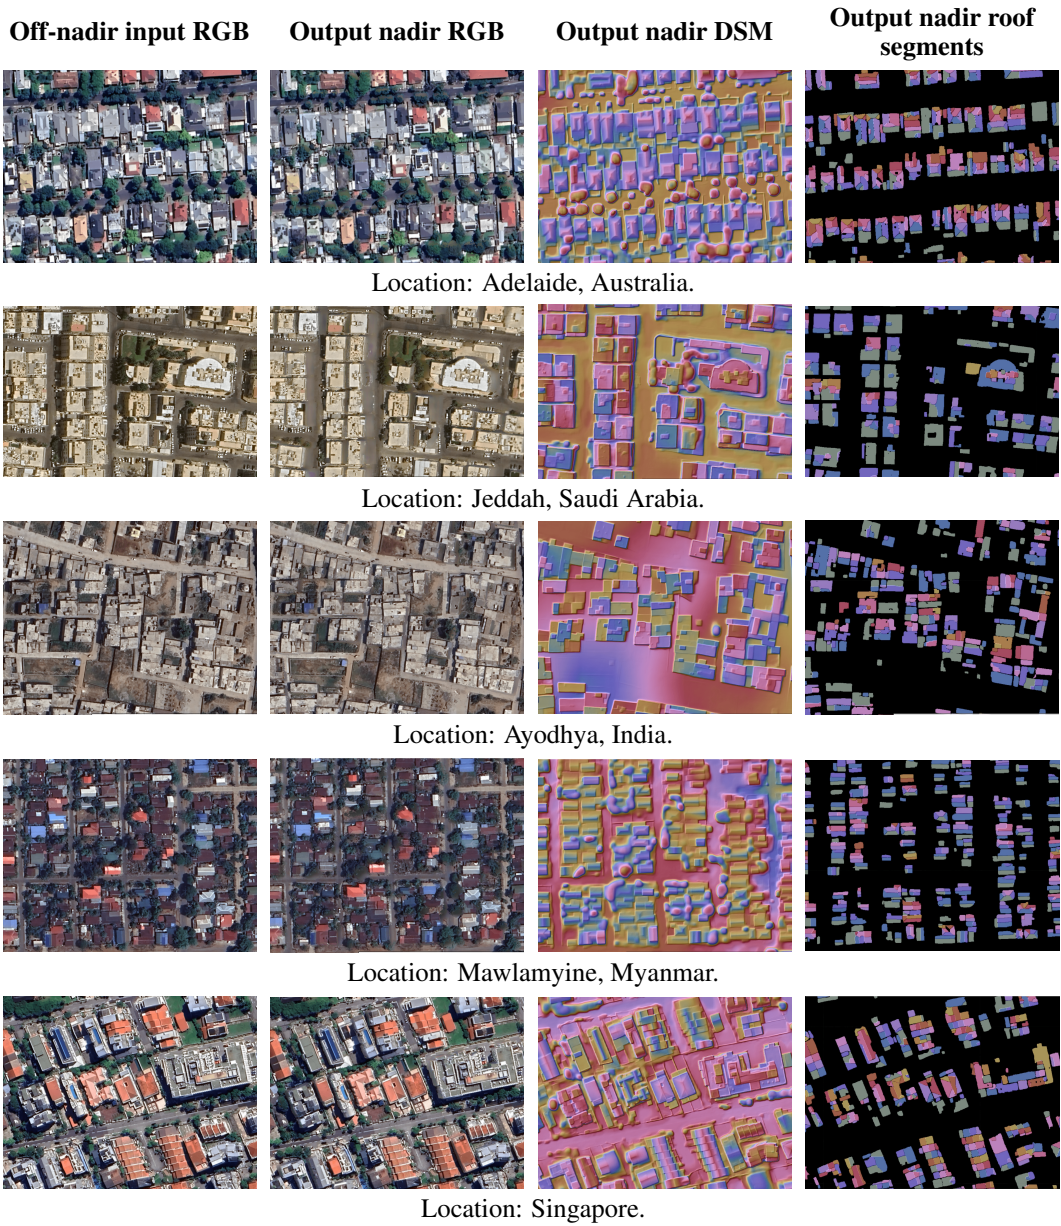 Off-nadir input RGB
Output nadir RGB
Output nadir DSM
Output nadir roof
segments
Location: Adelaide, Australia.
Location: Jeddah, Saudi Arabia.
Location: Ayodhya, India.
Location: Mawlamyine, Myanmar.
Location: Singapore.